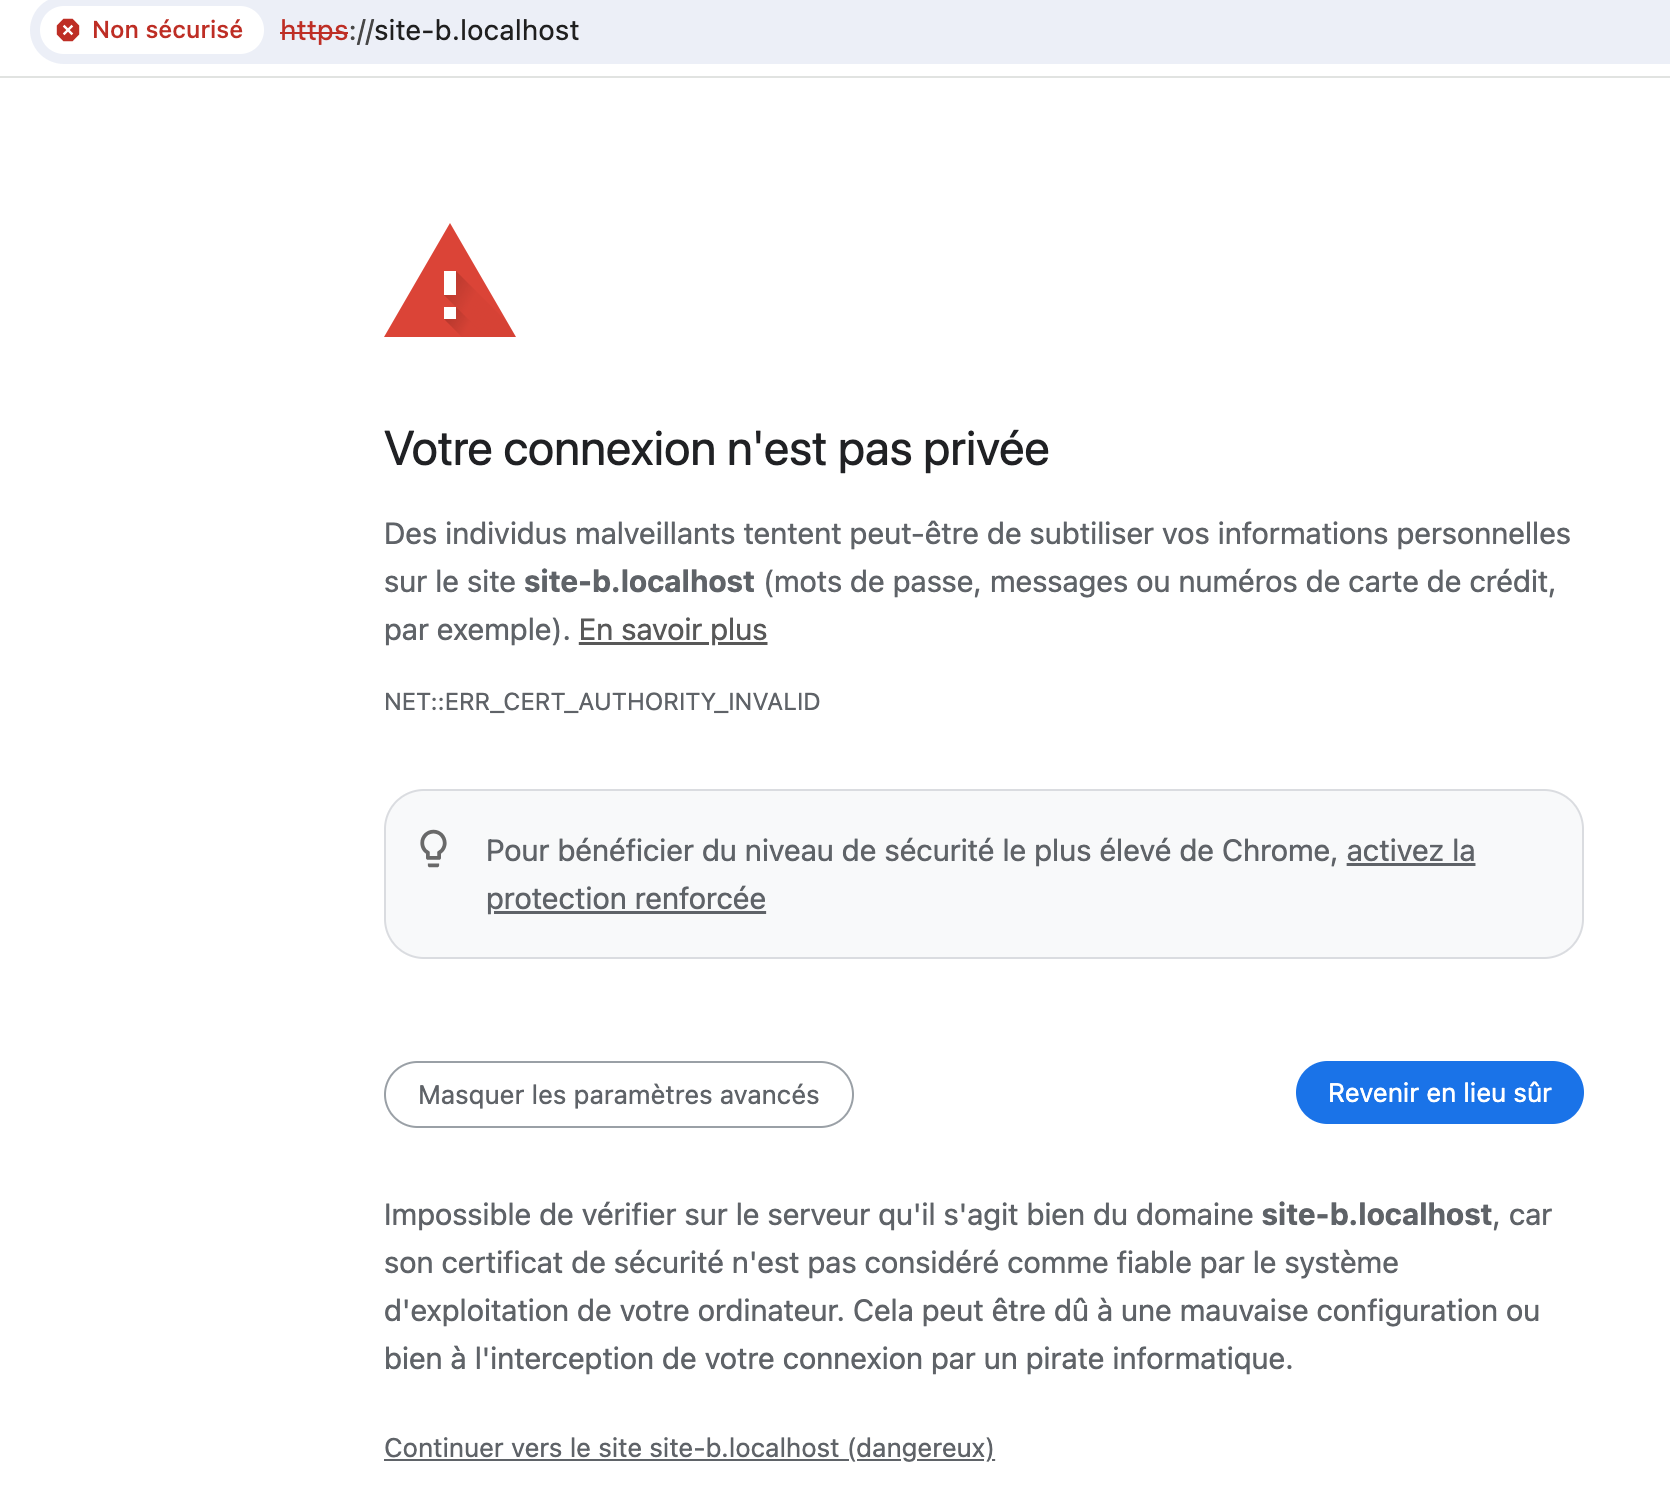 Non sécurisé https://site-b.localhost
Votre connexion n'est pas privée
Des individus malveillants tentent peut-être de subtiliser vos informations personnelles
sur le site site-b.localhost (mots de passe, messages ou numéros de carte de crédit,
par exemple). En savoir plus
NET::ERR_CERT_AUTHORITY_INVALID
Pour bénéficier du niveau de sécurité le plus élevé de Chrome, activez la
protection renforcée
Masquer les paramètres avancés
Revenir en lieu sûr
Impossible de vérifier sur le serveur qu'il s'agit bien du domaine site-b.localhost, car
son certificat de sécurité n'est pas considéré comme fiable par le système
d'exploitation de votre ordinateur. Cela peut être dû à une mauvaise configuration ou
bien à l'interception de votre connexion par un pirate informatique.
Continuer vers le site site-b.localhost (dangereux)